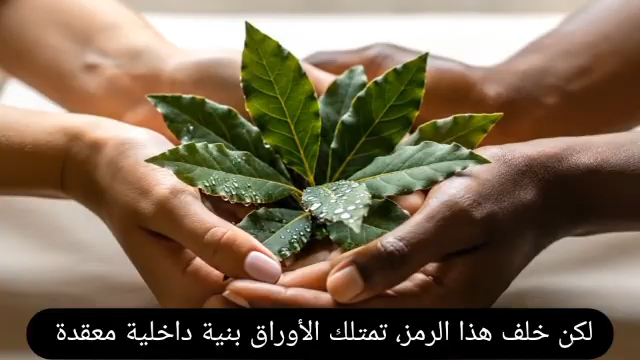 لكن خلف هذا الرمز، تمتلك الأوراق بنية داخلية معقدة